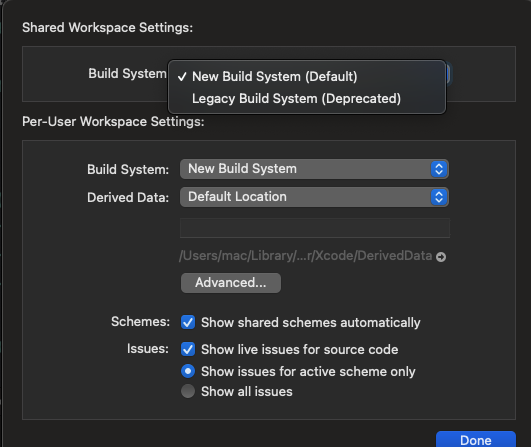 Shared Workspace Settings:
Build System
✓ New Build System (Default)
Legacy Build System (Deprecated)
Per-User Workspace Settings:
Build System: New Build System
Derived Data: Default Location
/Users/mac/Library/...r/Xcode/DerivedData
Advanced...
Schemes: Show shared schemes automatically
Issues: Show live issues for source code
Show issues for active scheme only
Show all issues
Done